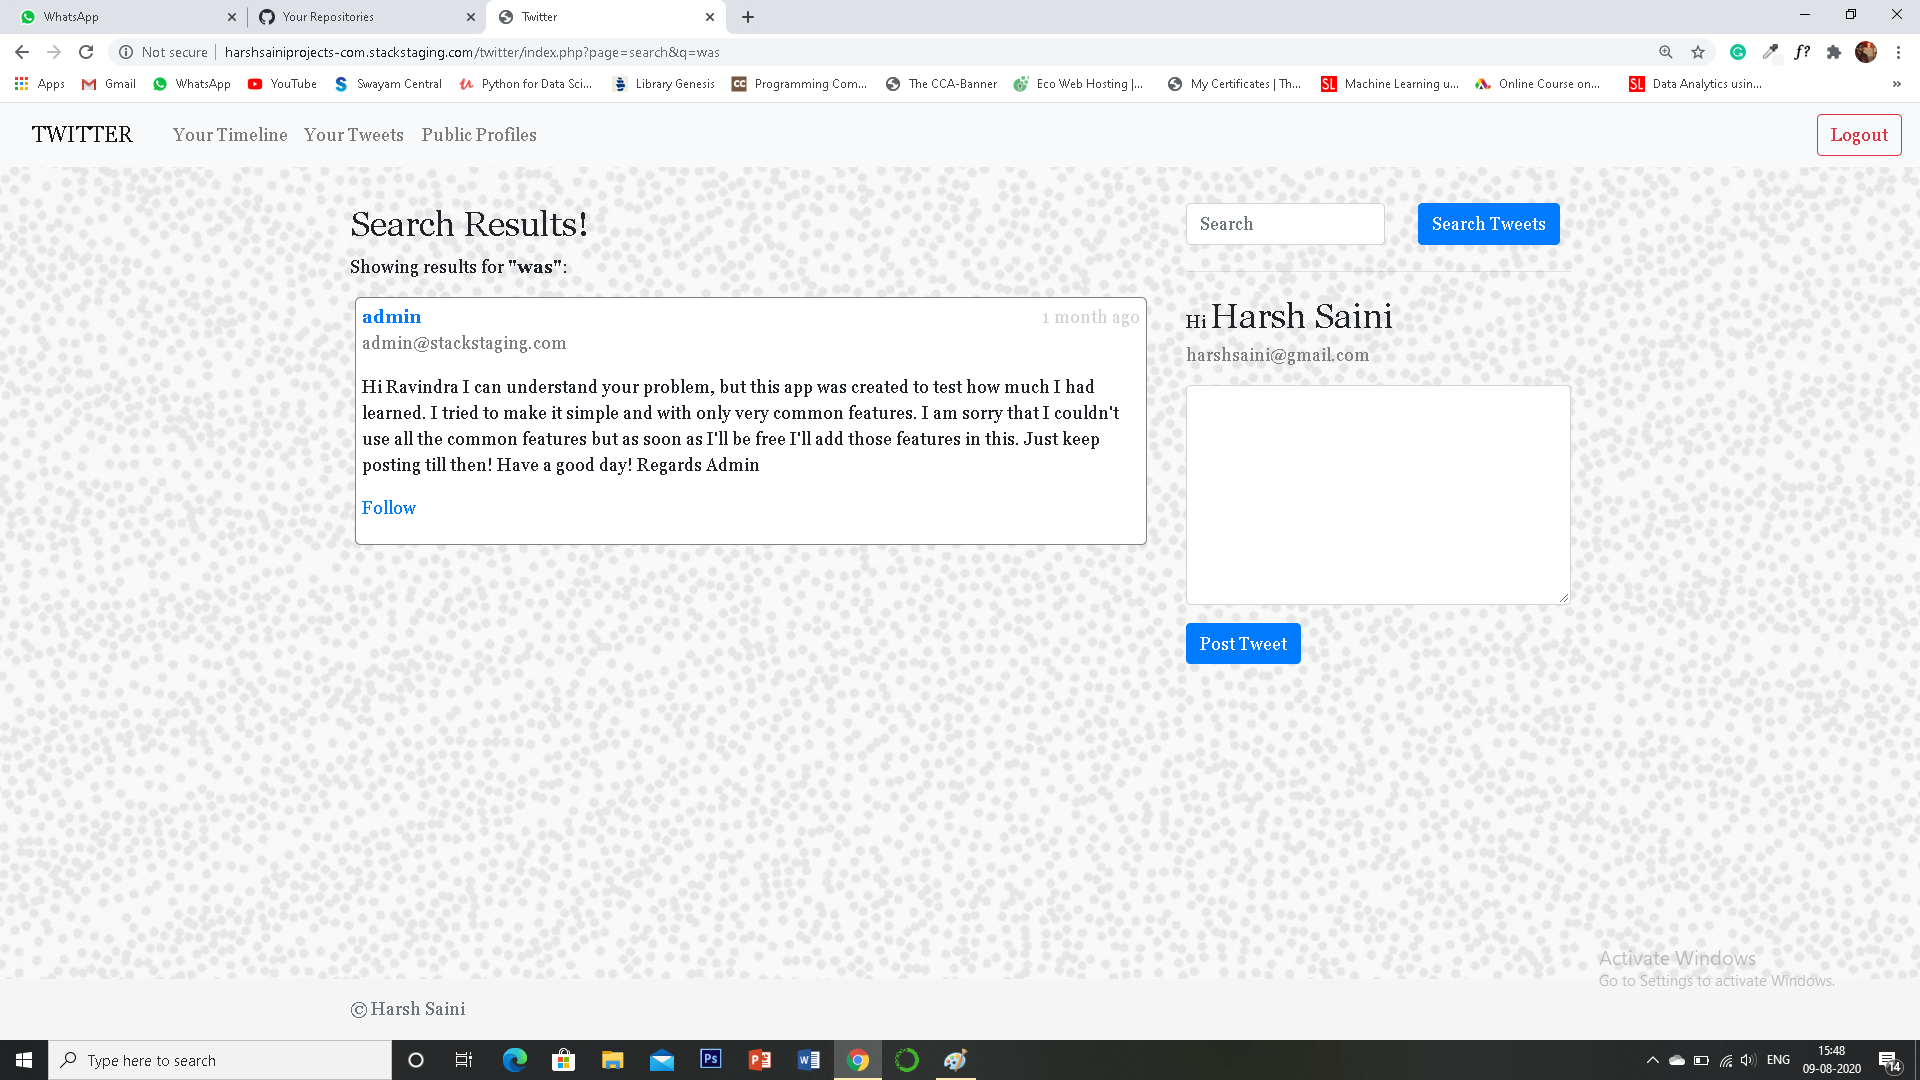 WhatsApp
Your Repositories
Twitter
Not secure
harshsainiprojects-com.stackstaging.com/twitter/index.php?page=search&q=was
Apps
Gmail
WhatsApp
YouTube
Swayam Central
Python for Data Sci...
Library Genesis
CC
Programming Com...
The CCA-Banner
Eco Web Hosting |...
My Certificates | Th...
SL
Machine Learning u...
Online Course on...
SL
Data Analytics usin...
»
TWITTER
Your Timeline
Your Tweets
Public Profiles
Logout
Search Results!
Showing results for "was":
admin
1 month ago
admin@stackstaging.com
Hi Ravindra I can understand your problem, but this app was created to test how much I had
learned. I tried to make it simple and with only very common features. I am sorry that I couldn't
use all the common features but as soon as I'll be free I'll add those features in this. Just keep
posting till then! Have a good day! Regards Admin
Follow
Search
Search Tweets
Hi Harsh Saini
harshsaini@gmail.com
Post Tweet
Activate Windows
Go to Settings to activate Windows.
© Harsh Saini
Type here to search
Ps
ENG
15:48
09-08-2020
14